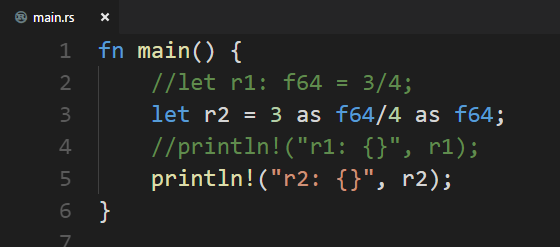 main.rs ×
1 fn main() {
2     //let r1: f64 = 3/4;
3     let r2 = 3 as f64/4 as f64;
4     //println!("r1: {}", r1);
5     println!("r2: {}", r2);
6 }
7